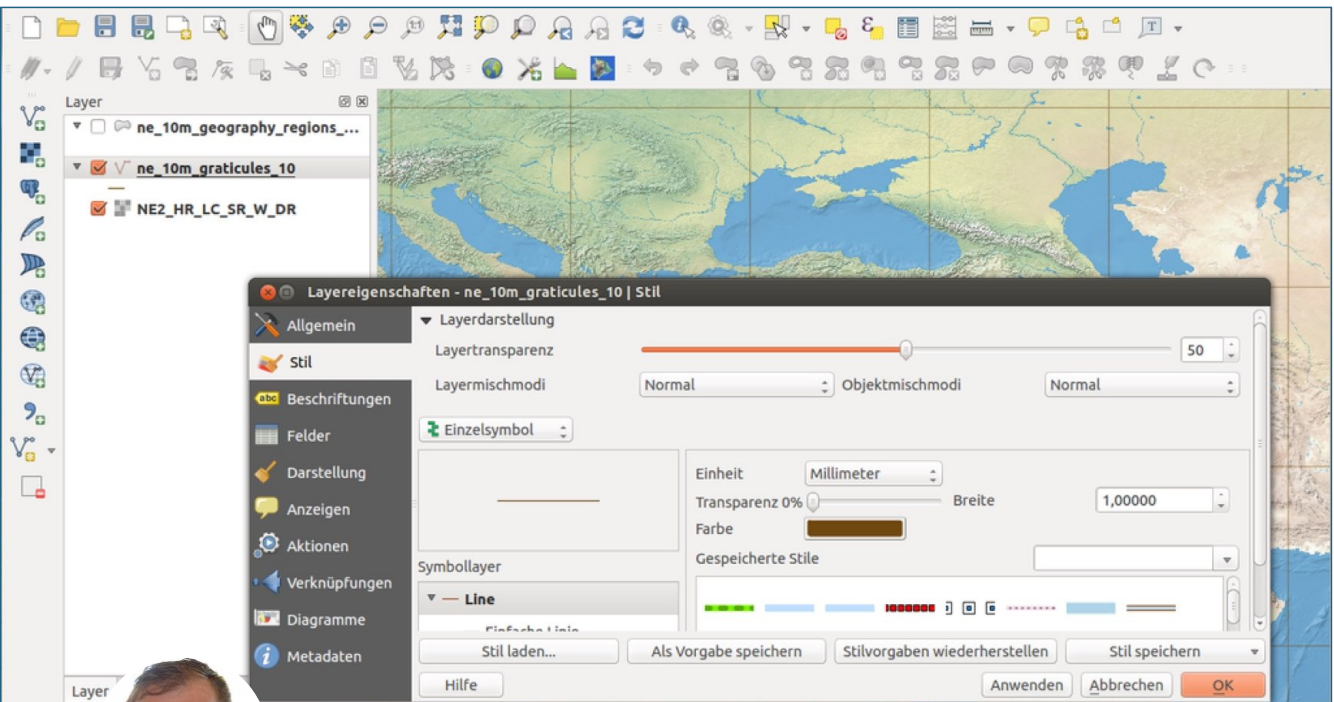 Layer
ne_10m_geography_regions_...
ne_10m_graticules_10
NE2_HR_LC_SR_W_DR
Layereigenschaften - ne_10m_graticules_10 | Stil
Allgemein
Stil
Beschriftungen
Felder
Darstellung
Anzeigen
Aktionen
Verknüpfungen
Diagramme
Metadaten
Layerdarstellung
Layertransparenz 50
Layermischmodi Normal Objektmischmodi Normal
Einzelsymbol
Einheit Millimeter
Transparenz 0% Breite 1,00000
Farbe
Gespeicherte Stile
Symbollayer
Line
Einfache Linie
Stil laden... Als Vorgabe speichern Stilvorgaben wiederherstellen Stil speichern
Hilfe Anwenden Abbrechen OK
Layer